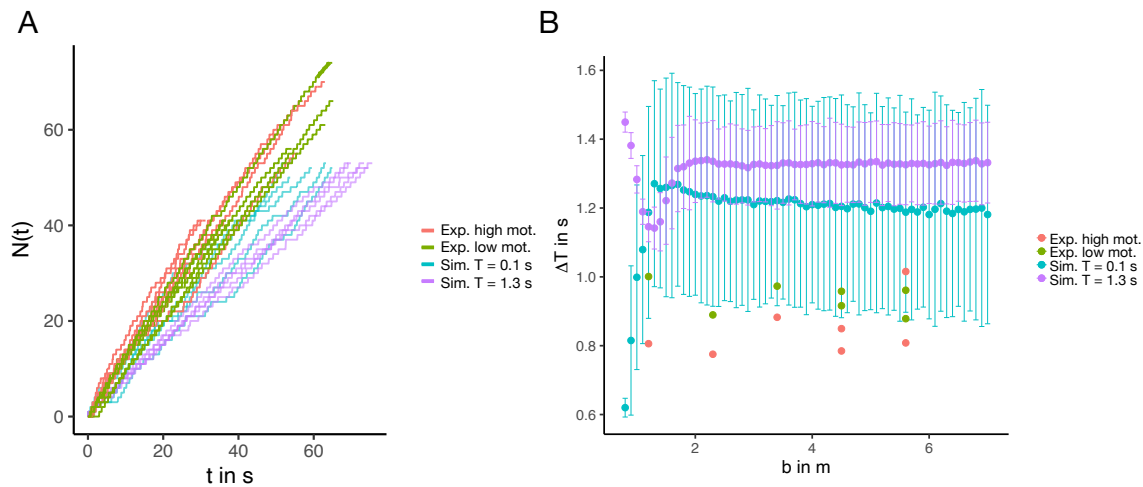 A
N(t)
60
40
20
0
0 20 40 60
t in s
Exp. high mot.
Exp. low mot.
Sim. T = 0.1 s
Sim. T = 1.3 s
B
ΔT in s
1.6
1.4
1.2
1.0
0.8
0.6
2 4 6
b in m
Exp. high mot.
Exp. low mot.
Sim. T = 0.1 s
Sim. T = 1.3 s